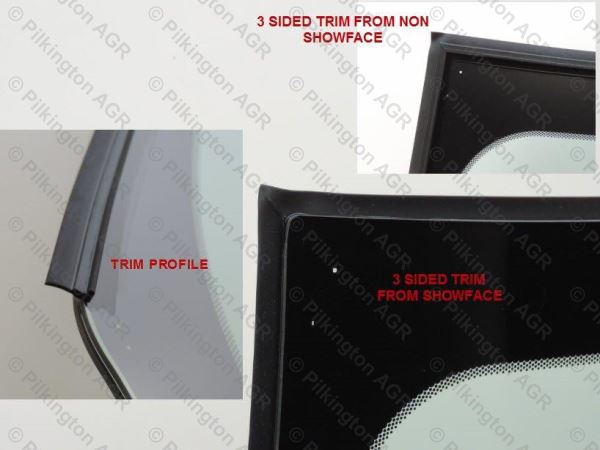 3 SIDED TRIM FROM NON
SHOWFACE
TRIM PROFILE
3 SIDED TRIM
FROM SHOWFACE
© Pilkington AGR